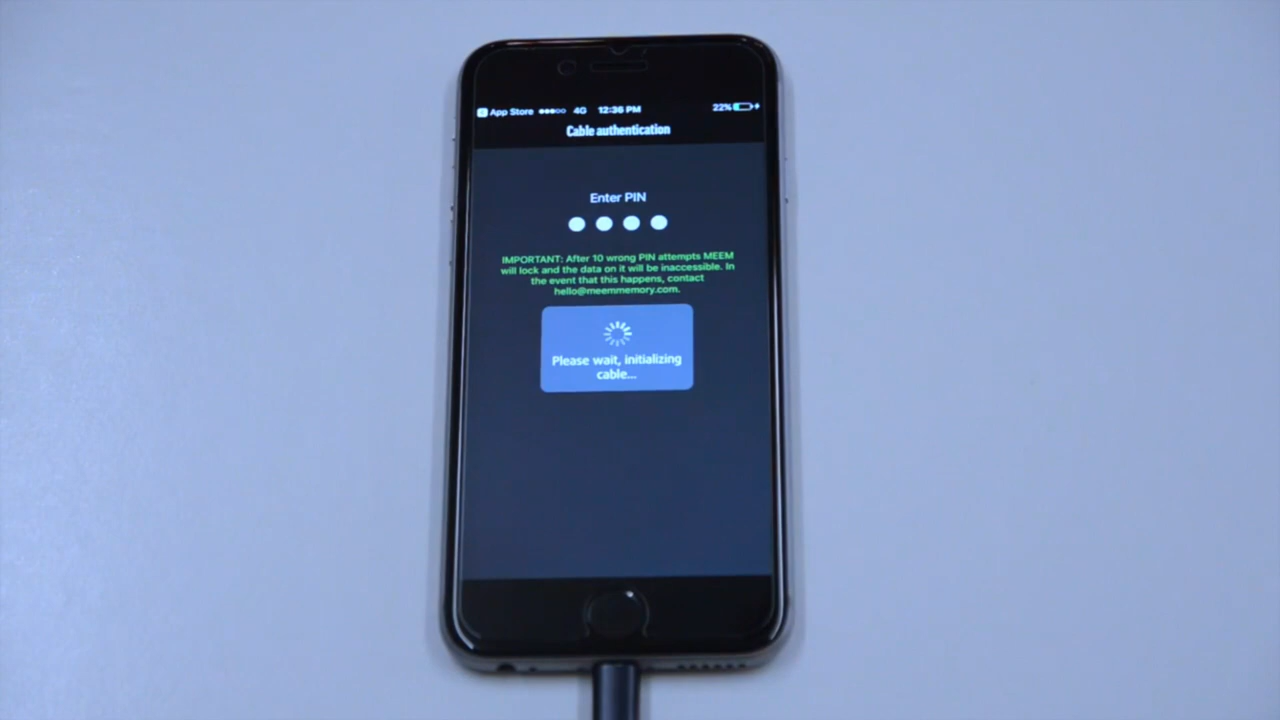 App Store 4G 12:36 PM 22%
Cable authentication
Enter PIN
IMPORTANT: After 10 wrong PIN attempts MEEM
will lock and the data on it will be inaccessible. In
the event that this happens, contact
hello@meemmemory.com.
Please wait, initializing
cable...